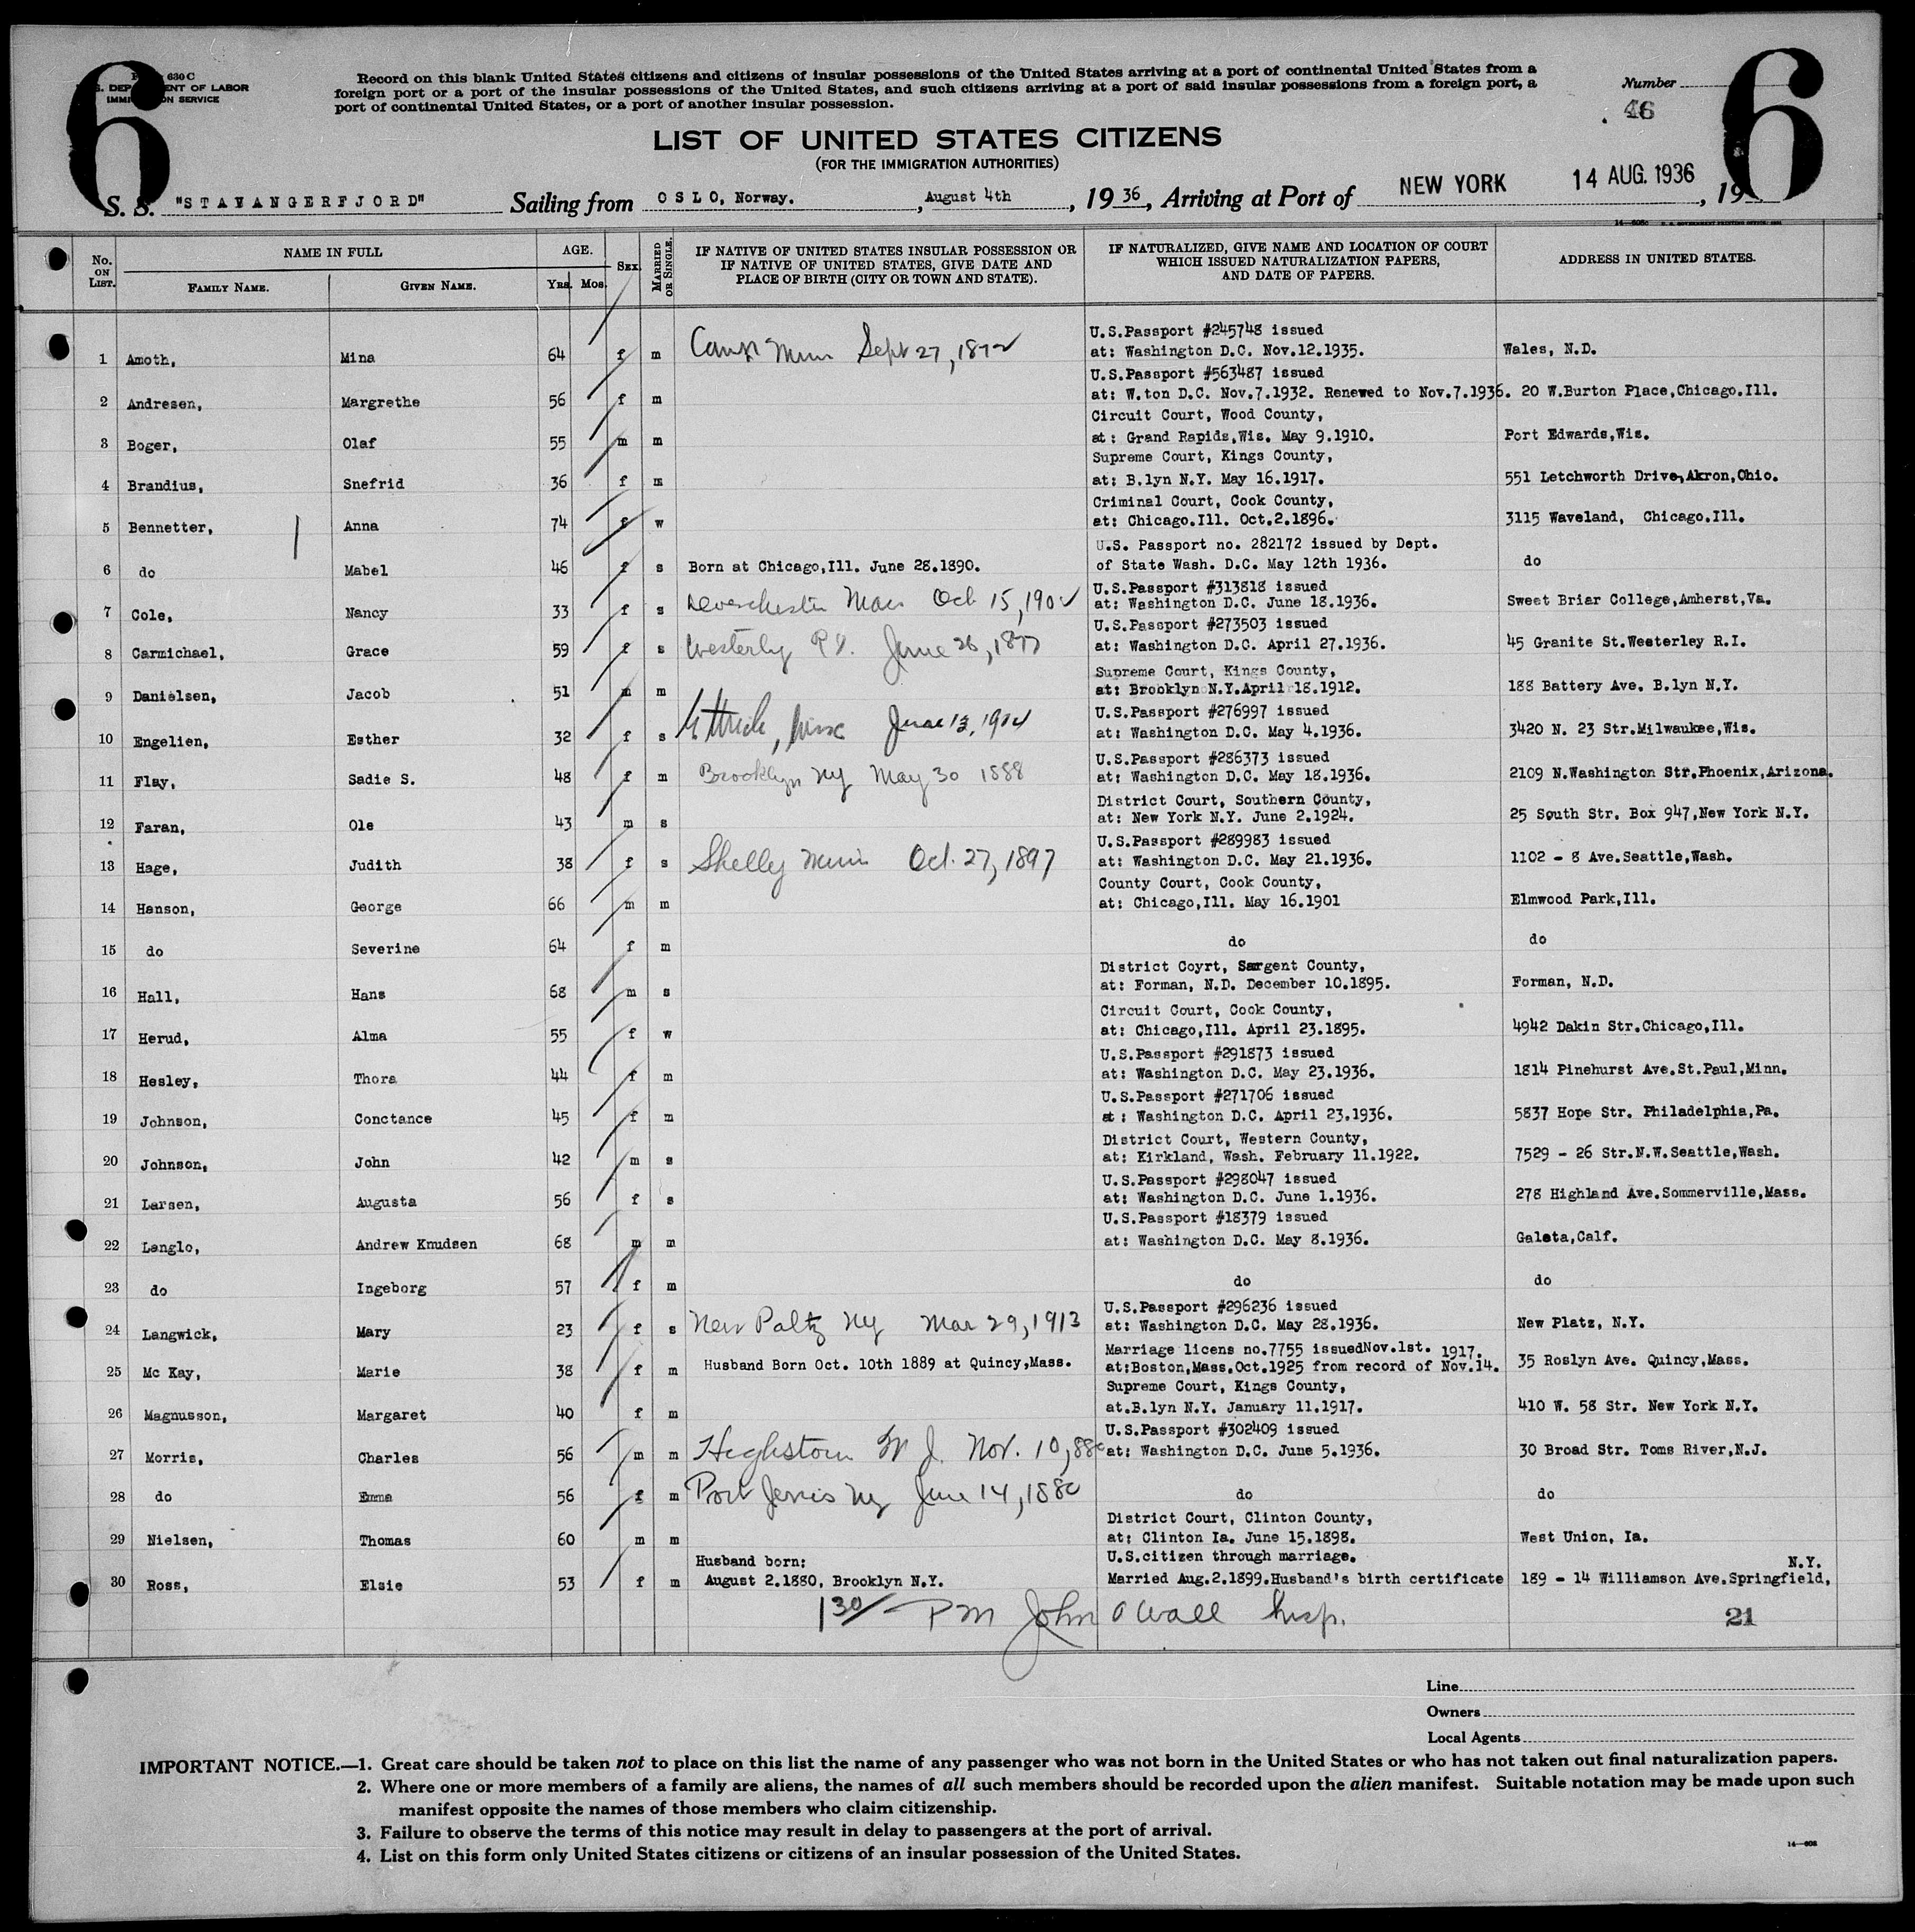 6
630 C
U.S. DEPARTMENT OF LABOR
IMMIGRATION SERVICE
Record on this blank United States citizens and citizens of insular possessions of the United States arriving at a port of continental United States from a
foreign port or a port of the insular possessions of the United States, and such citizens arriving at a port of said insular possessions from a foreign port, a
port of continental United States, or a port of another insular possession.
Number
46
6
LIST OF UNITED STATES CITIZENS
(FOR THE IMMIGRATION AUTHORITIES)
S. S. "STAVANGERFJORD" Sailing from OSLO, Norway. , August 4th , 19 36, Arriving at Port of NEW YORK 14 AUG. 1936 , 19
No. ON LIST. NAME IN FULL AGE. SEX. MARRIED OR SINGLE. IF NATIVE OF UNITED STATES INSULAR POSSESSION OR IF NATIVE OF UNITED STATES, GIVE DATE AND PLACE OF BIRTH (CITY OR TOWN AND STATE). IF NATURALIZED, GIVE NAME AND LOCATION OF COURT WHICH ISSUED NATURALIZATION PAPERS, AND DATE OF PAPERS. ADDRESS IN UNITED STATES.
FAMILY NAME. GIVEN NAME. YRS. MOS.
U.S.Passport #245748 issued
1 Amoth, Mina 64 f m Sept 27, 1872 at: Washington D.C. Nov.12.1935. Wales, N.D.
U.S.Passport #563487 issued
2 Andresen, Margrethe 56 f m at: W.ton D.C. Nov.7.1932. Renewed to Nov.7.1936. 20 W.Burton Place,Chicago.Ill.
Circuit Court, Wood County,
3 Boger, Olaf 55 m m at: Grand Rapids,Wis. May 9.1910. Port Edwards,Wis.
Supreme Court, Kings County,
4 Brandius, Snefrid 36 f m at: B.lyn N.Y. May 16.1917. 551 Letchworth Drive,Akron,Ohio.
Criminal Court, Cook County,
5 Bennetter, Anna 74 f w at: Chicago.Ill. Oct.2.1896. 3115 Waveland, Chicago.Ill.
U.S. Passport no. 282172 issued by Dept.
6 do Mabel 46 f s Born at Chicago,Ill. June 28.1890. of State Wash. D.C. May 12th 1936. do
U.S.Passport #313818 issued
7 Cole, Nancy 33 f s Oct 15, 1902 at: Washington D.C. June 18.1936. Sweet Briar College,Amherst,Va.
U.S.Passport #273503 issued
8 Carmichael, Grace 59 f s Westerly R.I. June 26, 1877 at: Washington D.C. April 27.1936. 45 Granite St.Westerley R.I.
Supreme Court, Kings County,
9 Danielsen, Jacob 51 m m at: Brooklyn N.Y.April 18.1912. 188 Battery Ave. B.lyn N.Y.
U.S.Passport #276997 issued
10 Engelien, Esther 32 f s June 13, 1904 at: Washington D.C. May 4.1936. 3420 N. 23 Str.Milwaukee,Wis.
U.S.Passport #286373 issued
11 Flay, Sadie S. 48 f m Brooklyn Ny May 30 1888 at: Washington D.C. May 18.1936. 2109 N.Washington Str.Phoenix,Arizona.
District Court, Southern County,
12 Faran, Ole 43 m s at: New York N.Y. June 2.1924. 25 South Str. Box 947,New York N.Y.
U.S.Passport #289983 issued
13 Hage, Judith 38 f s Shelly Minn Oct. 27, 1897 at: Washington D.C. May 21.1936. 1102 - 8 Ave.Seattle,Wash.
County Court, Cook County,
14 Hanson, George 66 m m at: Chicago,Ill. May 16.1901 Elmwood Park,Ill.
15 do Severine 64 f m do do
District Coyrt, Sargent County,
16 Hall, Hans 68 m s at: Forman, N.D. December 10.1895. Forman, N.D.
Circuit Court, Cook County,
17 Herud, Alma 55 f w at: Chicago,Ill. April 23.1895. 4942 Dakin Str.Chicago,Ill.
U.S.Passport #291873 issued
18 Hesley, Thora 44 f m at: Washington D.C. May 23.1936. 1814 Pinehurst Ave.St.Paul,Minn.
U.S.Passport #271706 issued
19 Johnson, Conctance 45 f m at: Washington D.C. April 23.1936. 5837 Hope Str. Philadelphia,Pa.
District Court, Western County,
20 Johnson, John 42 m s at: Kirkland, Wash. February 11.1922. 7529 - 26 Str.N.W.Seattle,Wash.
U.S.Passport #298047 issued
21 Larsen, Augusta 56 f s at: Washington D.C. June 1.1936. 278 Highland Ave.Sommerville,Mass.
U.S.Passport #18379 issued
22 Langlo, Andrew Knudsen 68 m m at: Washington D.C. May 8.1936. Galeta,Calf.
23 do Ingeborg 57 f m do do
U.S.Passport #296236 issued
24 Langwick, Mary 23 f s New Paltz Ny Mar 29, 1913 at: Washington D.C. May 28.1936. New Platz, N.Y.
Marriage licens no.7755 issuedNov.1st. 1917.
25 Mc Kay, Marie 38 f m Husband Born Oct. 10th 1889 at Quincy,Mass. at:Boston,Mass.Oct.1925 from record of Nov.14. 35 Roslyn Ave. Quincy,Mass.
Supreme Court, Kings County,
26 Magnusson, Margaret 40 f m at.B.lyn N.Y. January 11.1917. 410 W. 58 Str. New York N.Y.
U.S.Passport #302409 issued
27 Morris, Charles 56 m m Nov. 10, at: Washington D.C. June 5.1936. 30 Broad Str. Toms River,N.J.
28 do Emma 56 f m Port Jervis Ny June 14, 1880 do do
District Court, Clinton County,
29 Nielsen, Thomas 60 m m at: Clinton Ia. June 15.1898. West Union, Ia.
Husband born; U.S.citizen through marriage. N.Y.
30 Ross, Elsie 53 f m August 2.1880, Brooklyn N.Y. Married Aug.2.1899.Husband's birth certificate 189 - 14 Williamson Ave.Springfield,
1 30/ PM John A Wall Insp.
21
Line
Owners
Local Agents
IMPORTANT NOTICE.—1. Great care should be taken not to place on this list the name of any passenger who was not born in the United States or who has not taken out final naturalization papers.
2. Where one or more members of a family are aliens, the names of all such members should be recorded upon the alien manifest. Suitable notation may be made upon such
manifest opposite the names of those members who claim citizenship.
3. Failure to observe the terms of this notice may result in delay to passengers at the port of arrival.
4. List on this form only United States citizens or citizens of an insular possession of the United States.